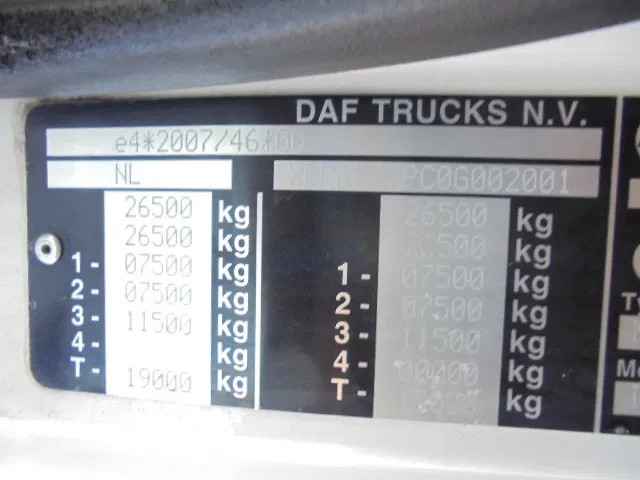 DAF TRUCKS N.V.
e4*2007/46*00
NL PC0G002001
26500 kg 26500 kg
26500 kg 500 kg
1- 07500 kg 1- 07500 kg
2- 07500 kg 2- 07500 kg
3- 11500 kg 3- 11500 kg
4- kg 4- kg
T- 19000 kg T- kg